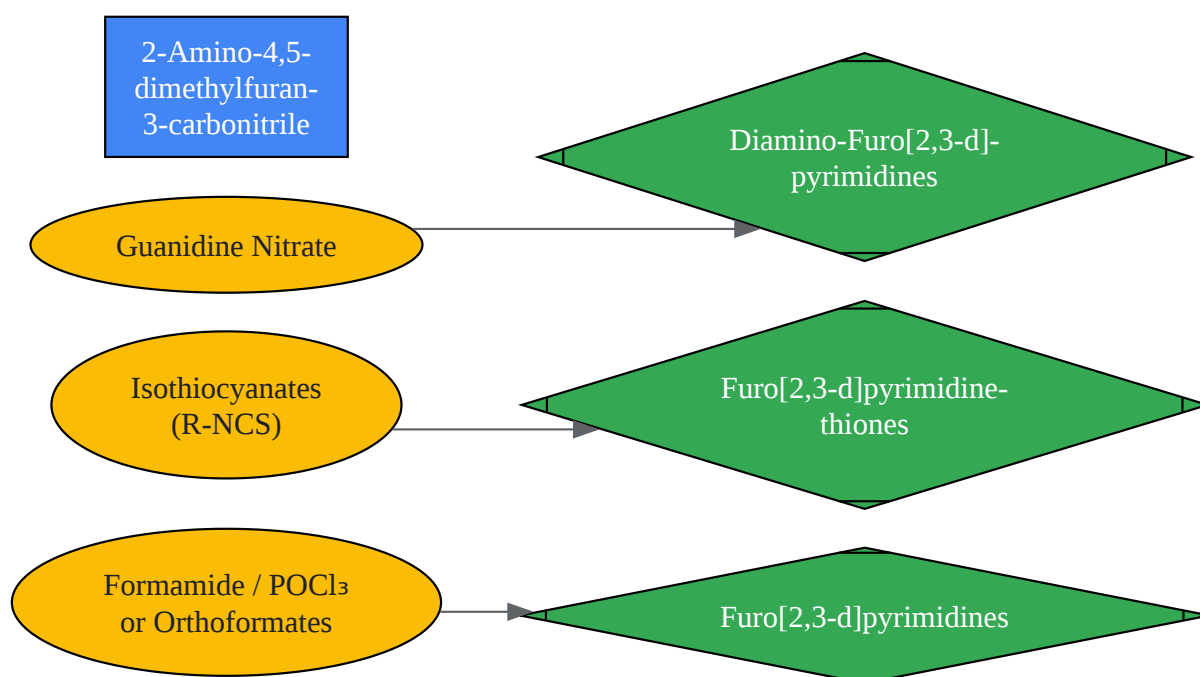 2-Amino-4,5-
dimethylfuran-
3-carbonitrile
Diamino-Furo[2,3-d]-
pyrimidines
Guanidine Nitrate
Isothiocyanates
(R-NCS)
Furo[2,3-d]pyrimidine-
thiones
Formamide / POCl₃
or Orthoformates
Furo[2,3-d]pyrimidines